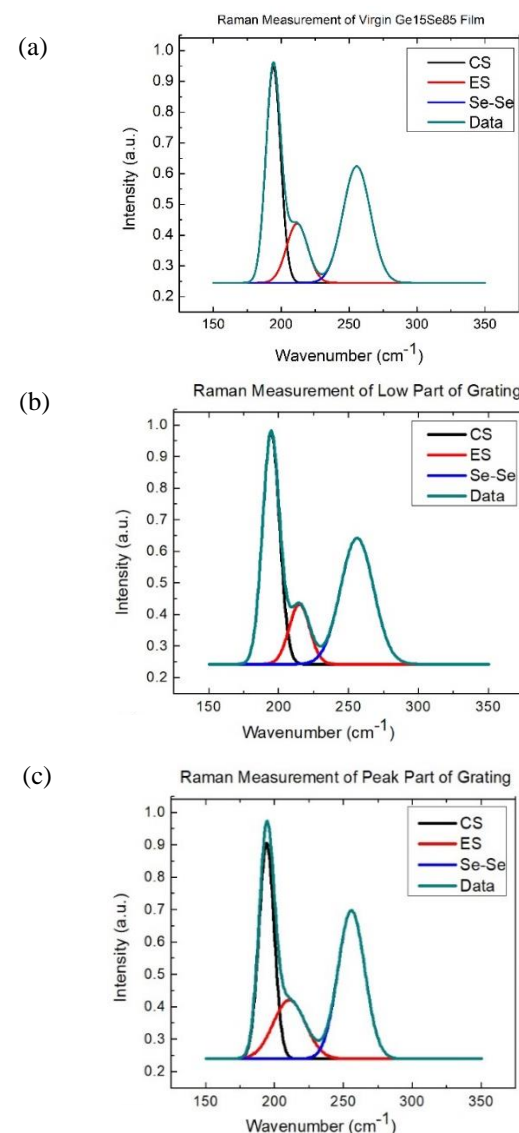 (a)
Raman Measurement of Virgin Ge15Se85 Film
Intensity (a.u.)
1.0
0.9
0.8
0.7
0.6
0.5
0.4
0.3
0.2
CS
ES
Se-Se
Data
150 200 250 300 350
Wavenumber (cm⁻¹)
(b)
Raman Measurement of Low Part of Grating
Intensity (a.u.)
1.0
0.9
0.8
0.7
0.6
0.5
0.4
0.3
0.2
CS
ES
Se-Se
Data
150 200 250 300 350
Wavenumber (cm⁻¹)
(c)
Raman Measurement of Peak Part of Grating
Intensity (a.u.)
1.0
0.9
0.8
0.7
0.6
0.5
0.4
0.3
0.2
CS
ES
Se-Se
Data
150 200 250 300 350
Wavenumber (cm⁻¹)